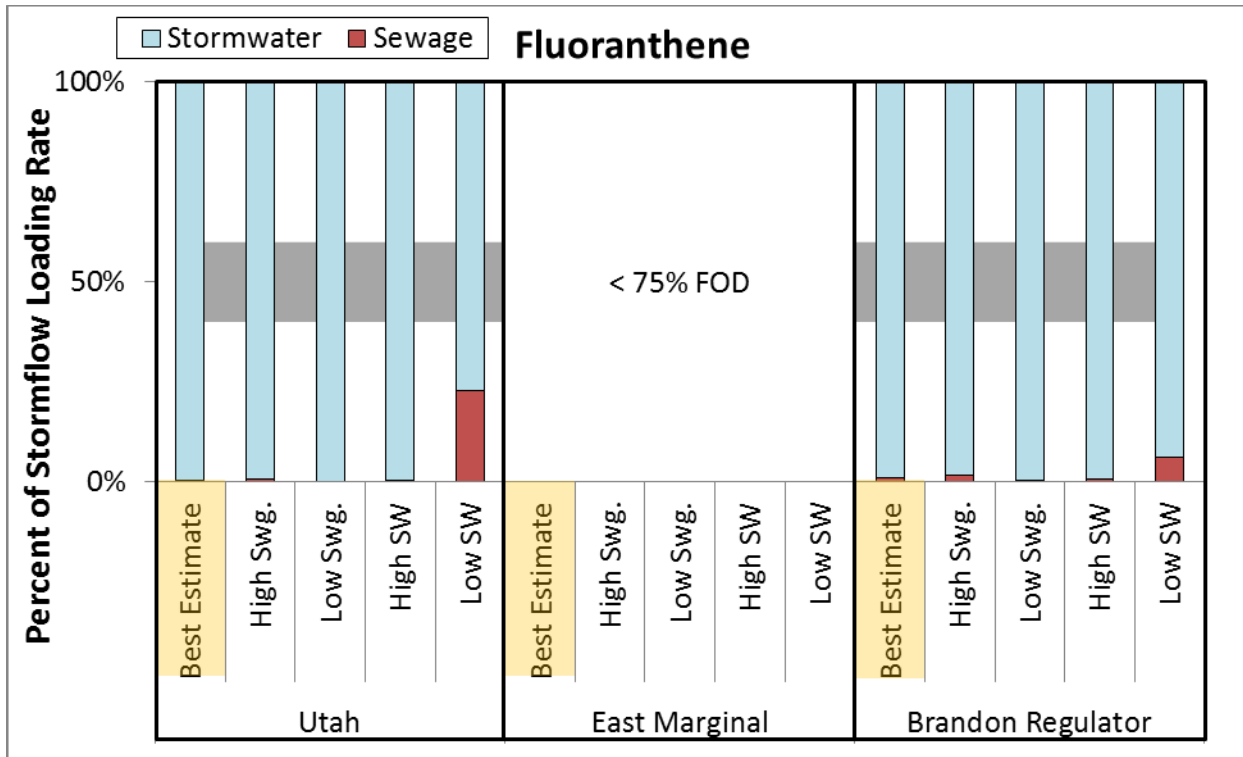 Stormwater Sewage
Fluoranthene
Percent of Stormflow Loading Rate
100%
50%
0%
< 75% FOD
Best Estimate
High Swg.
Low Swg.
High SW
Low SW
Best Estimate
High Swg.
Low Swg.
High SW
Low SW
Best Estimate
High Swg.
Low Swg.
High SW
Low SW
Utah
East Marginal
Brandon Regulator